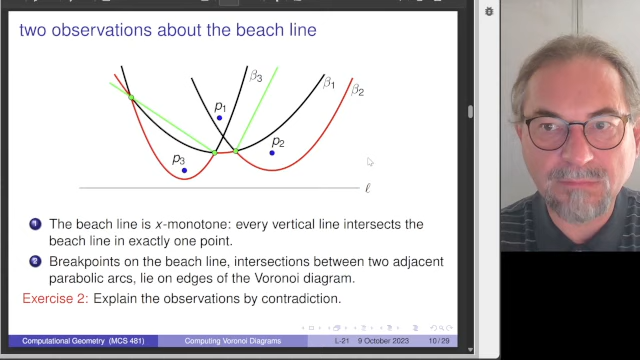 two observations about the beach line
β3
β1
β2
p1
p2
p3
ℓ
1 The beach line is x-monotone: every vertical line intersects the
beach line in exactly one point.
2 Breakpoints on the beach line, intersections between two adjacent
parabolic arcs, lie on edges of the Voronoi diagram.
Exercise 2: Explain the observations by contradiction.
Computational Geometry (MCS 481) Computing Voronoi Diagrams L-21 9 October 2023 10 / 29